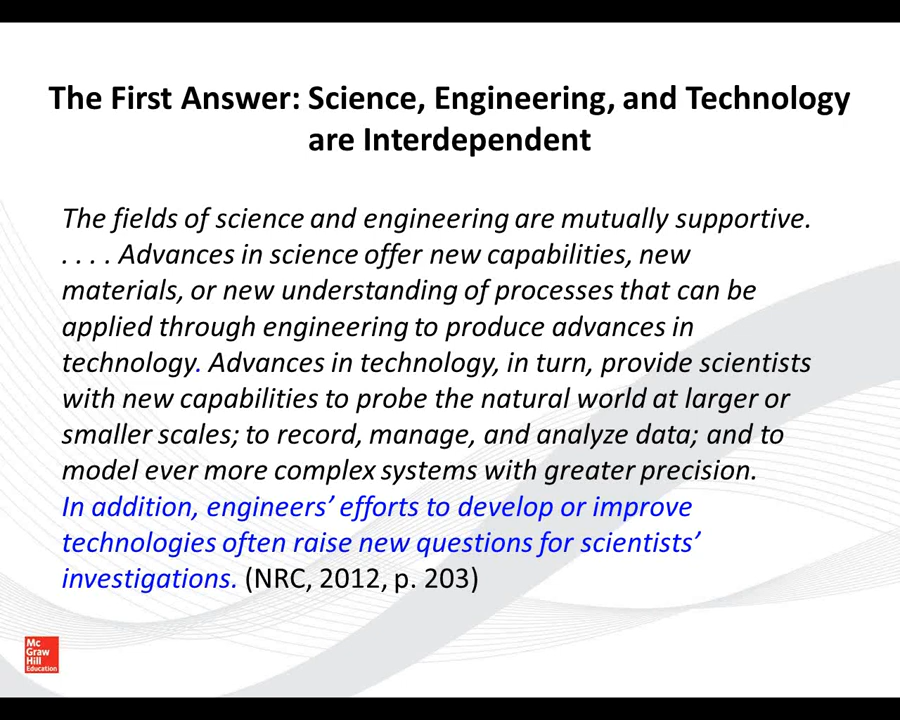 The First Answer: Science, Engineering, and Technology
are Interdependent
The fields of science and engineering are mutually supportive.
. . . . Advances in science offer new capabilities, new
materials, or new understanding of processes that can be
applied through engineering to produce advances in
technology. Advances in technology, in turn, provide scientists
with new capabilities to probe the natural world at larger or
smaller scales; to record, manage, and analyze data; and to
model ever more complex systems with greater precision.
In addition, engineers’ efforts to develop or improve
technologies often raise new questions for scientists’
investigations. (NRC, 2012, p. 203)
Mc
Graw
Hill
Education